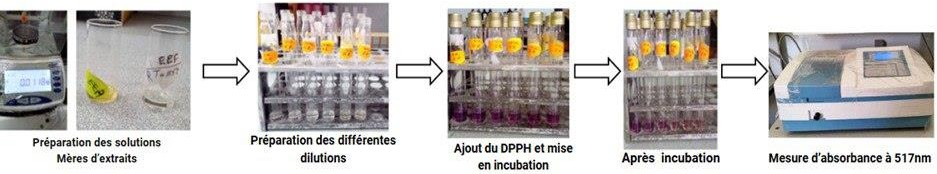 Préparation des solutions
Mères d'extraits
Préparation des différentes
dilutions
Ajout du DPPH et mise
en incubation
Après incubation
Mesure d'absorbance à 517nm